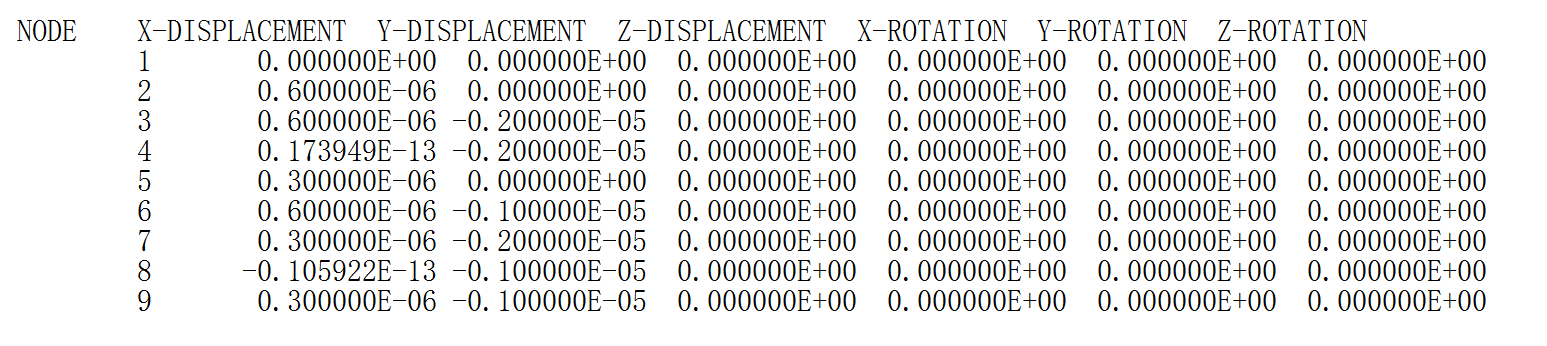 NODE    X-DISPLACEMENT  Y-DISPLACEMENT  Z-DISPLACEMENT  X-ROTATION  Y-ROTATION  Z-ROTATION
1       0.000000E+00  0.000000E+00  0.000000E+00  0.000000E+00  0.000000E+00  0.000000E+00
2       0.600000E-06  0.000000E+00  0.000000E+00  0.000000E+00  0.000000E+00  0.000000E+00
3       0.600000E-06 -0.200000E-05  0.000000E+00  0.000000E+00  0.000000E+00  0.000000E+00
4       0.173949E-13 -0.200000E-05  0.000000E+00  0.000000E+00  0.000000E+00  0.000000E+00
5       0.300000E-06  0.000000E+00  0.000000E+00  0.000000E+00  0.000000E+00  0.000000E+00
6       0.600000E-06 -0.100000E-05  0.000000E+00  0.000000E+00  0.000000E+00  0.000000E+00
7       0.300000E-06 -0.200000E-05  0.000000E+00  0.000000E+00  0.000000E+00  0.000000E+00
8      -0.105922E-13 -0.100000E-05  0.000000E+00  0.000000E+00  0.000000E+00  0.000000E+00
9       0.300000E-06 -0.100000E-05  0.000000E+00  0.000000E+00  0.000000E+00  0.000000E+00